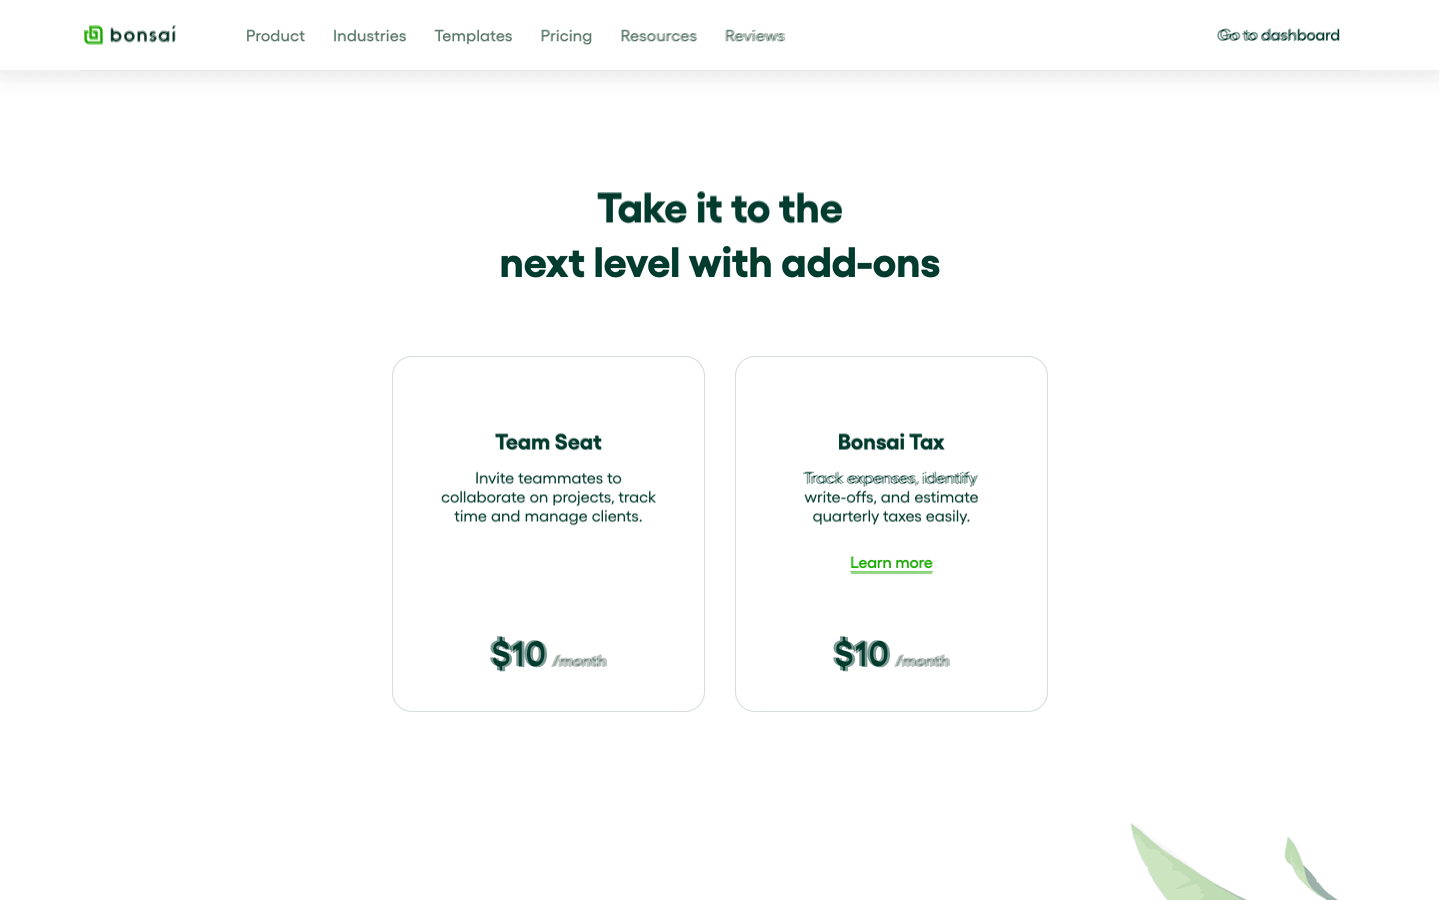 bonsai Product Industries Templates Pricing Resources Reviews Go to dashboard
Take it to the
next level with add-ons
Team Seat
Invite teammates to
collaborate on projects, track
time and manage clients.
$10 /month
Bonsai Tax
Track expenses, identify
write-offs, and estimate
quarterly taxes easily.
Learn more
$10 /month